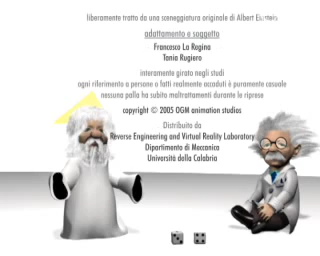 liberamente tratto da una sceneggiatura originale di Albert
adattamento e soggetto
Francesco La Regina
Tania Rugiero
interamente girato negli studi
ogni riferimento a persone o fatti realmente accaduti è puramente casuale
nessuna palla ha subito maltrattamenti durante le riprese
copyright © 2005 OGM animation studios
Distribuito da
Reverse Engineering and Virtual Reality Laboratory
Dipartimento di Meccanica
Università della Calabria